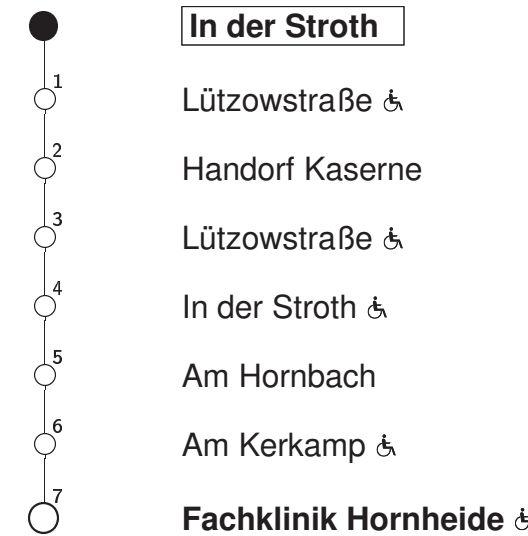 In der Stroth
1
Lützowstraße
2
Handorf Kaserne
3
Lützowstraße
4
In der Stroth
5
Am Hornbach
6
Am Kerkamp
7
Fachklinik Hornheide